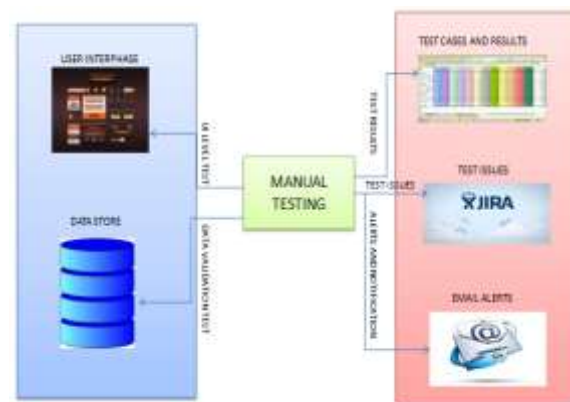 USER INTERPHASE
TEST CASES AND RESULTS
TEST RESULTS
UI LEVEL TEST
MANUAL
TESTING
TEST ISSUES
TEST ISSUES
JIRA
DATA STORE
DATA VALIDATION TEST
ALERTS AND NOTIFICATION
EMAIL ALERTS
@